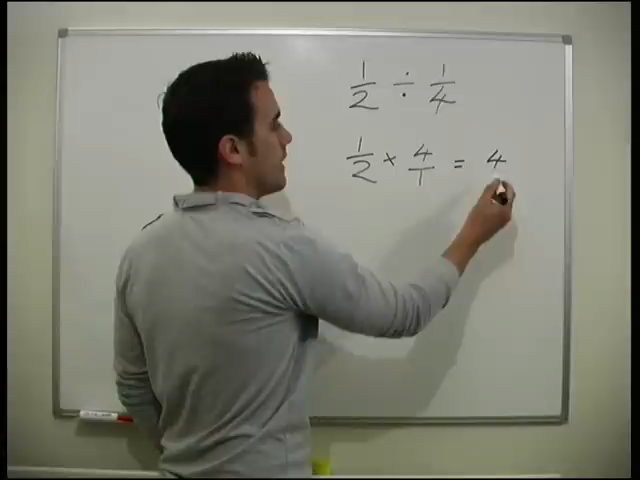 1/2 ÷ 1/4
1/2 × 4/1 = 4